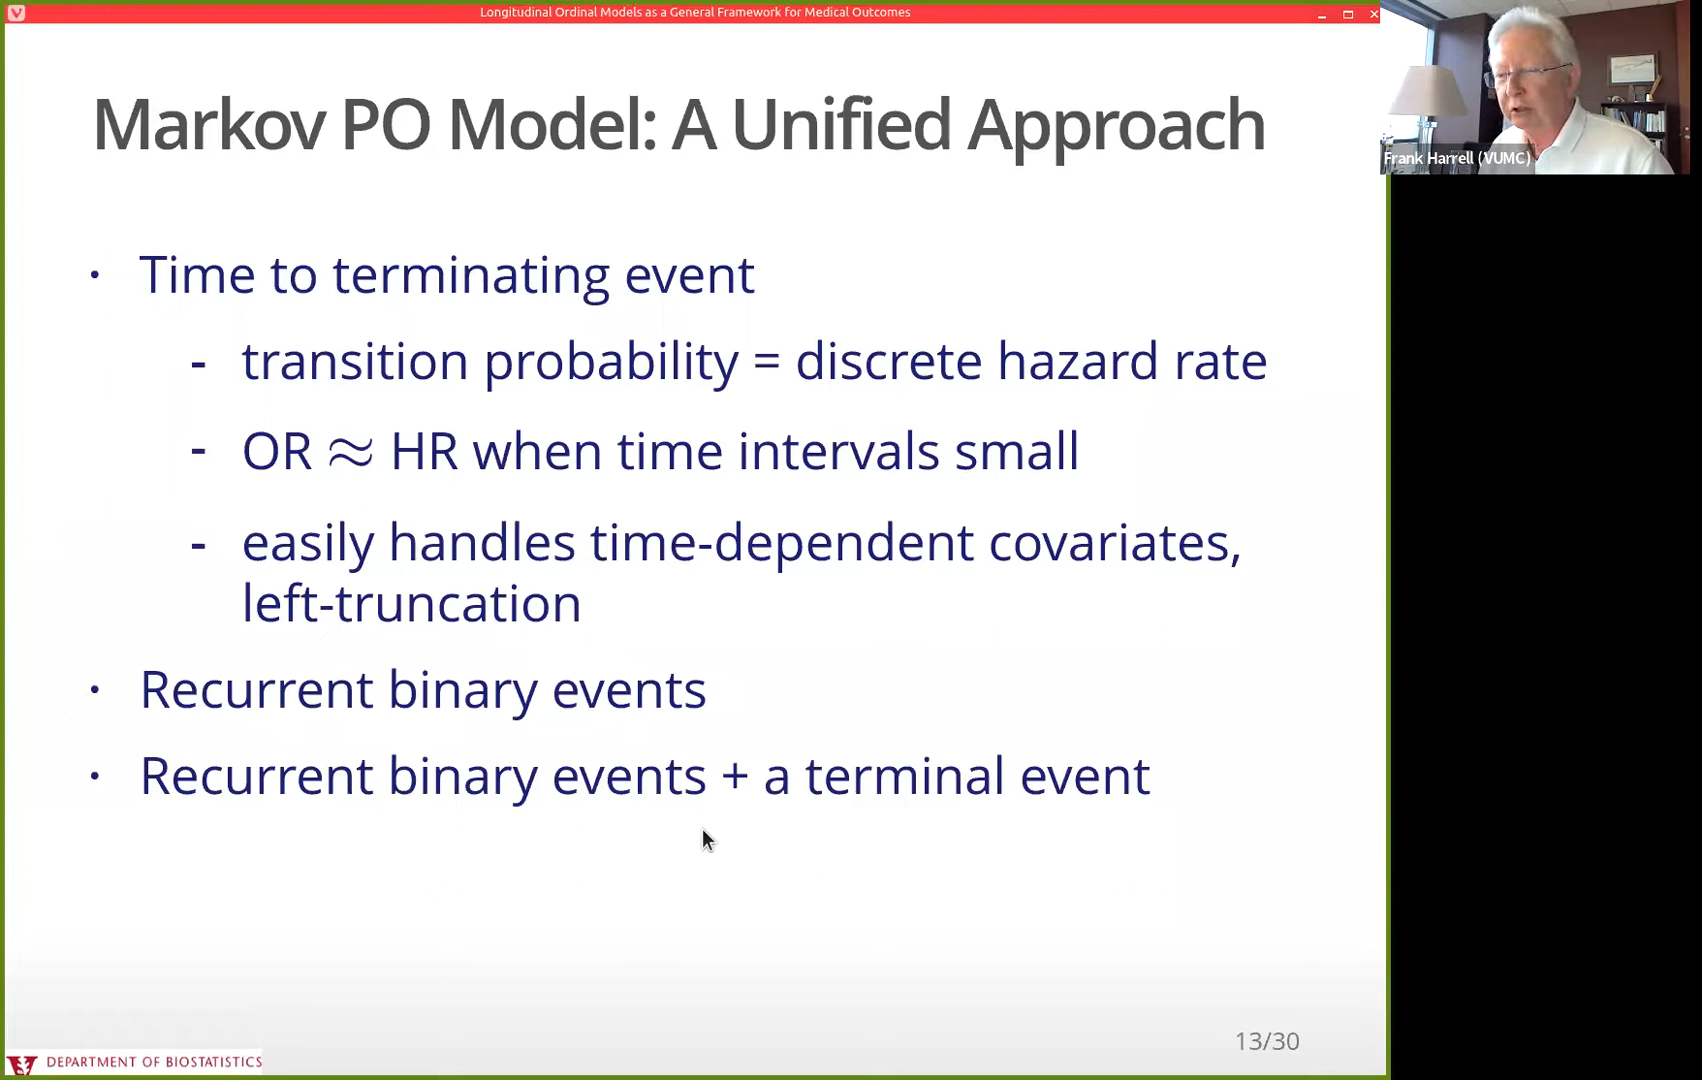 Longitudinal Ordinal Models as a General Framework for Medical Outcomes
Markov PO Model: A Unified Approach
Frank Harrell (VUMC)
· Time to terminating event
- transition probability = discrete hazard rate
- OR ≈ HR when time intervals small
- easily handles time-dependent covariates,
left-truncation
· Recurrent binary events
· Recurrent binary events + a terminal event
13/30
DEPARTMENT OF BIOSTATISTICS